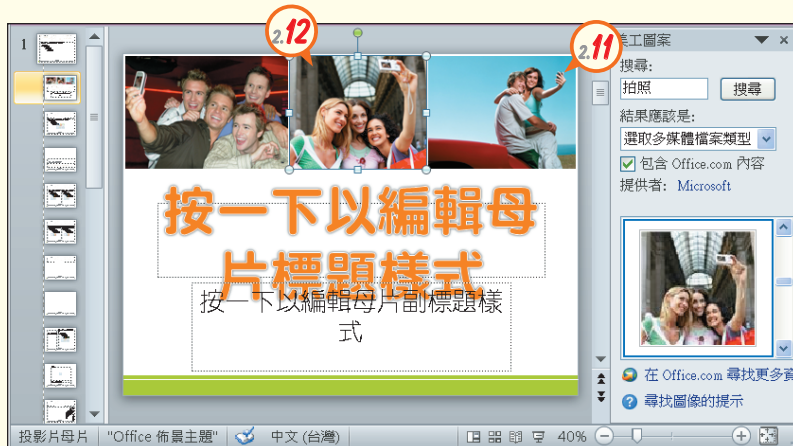 2.12
2.11
1
美工圖案
搜尋:
拍照
搜尋
結果應該是:
選取多媒體檔案類型
包含 Office.com 內容
提供者: Microsoft
按一下以編輯母
片標題樣式
按一下以編輯母片副標題樣
式
在 Office.com 尋找更多資
尋找圖像的提示
投影片母片
"Office 佈景主題"
中文 (台灣)
40%